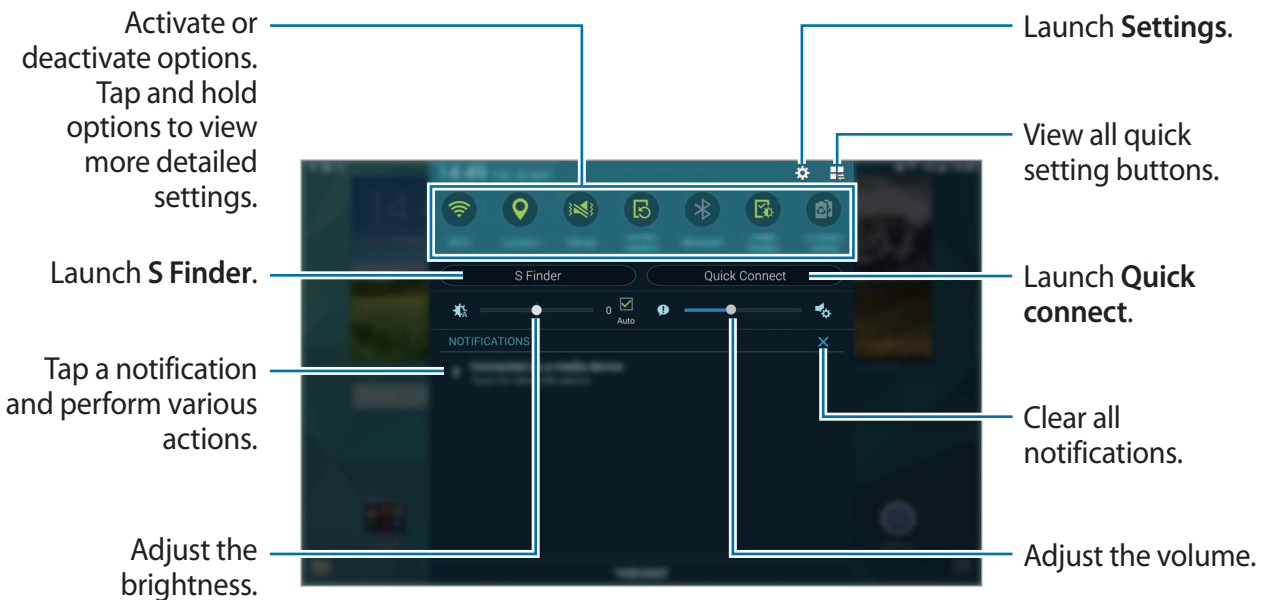 Activate or
deactivate options.
Tap and hold
options to view
more detailed
settings.
Launch S Finder.
Tap a notification
and perform various
actions.
Adjust the
brightness.
S Finder
Quick Connect
0
Auto
NOTIFICATIONS
Launch Settings.
View all quick
setting buttons.
Launch Quick
connect.
Clear all
notifications.
Adjust the volume.